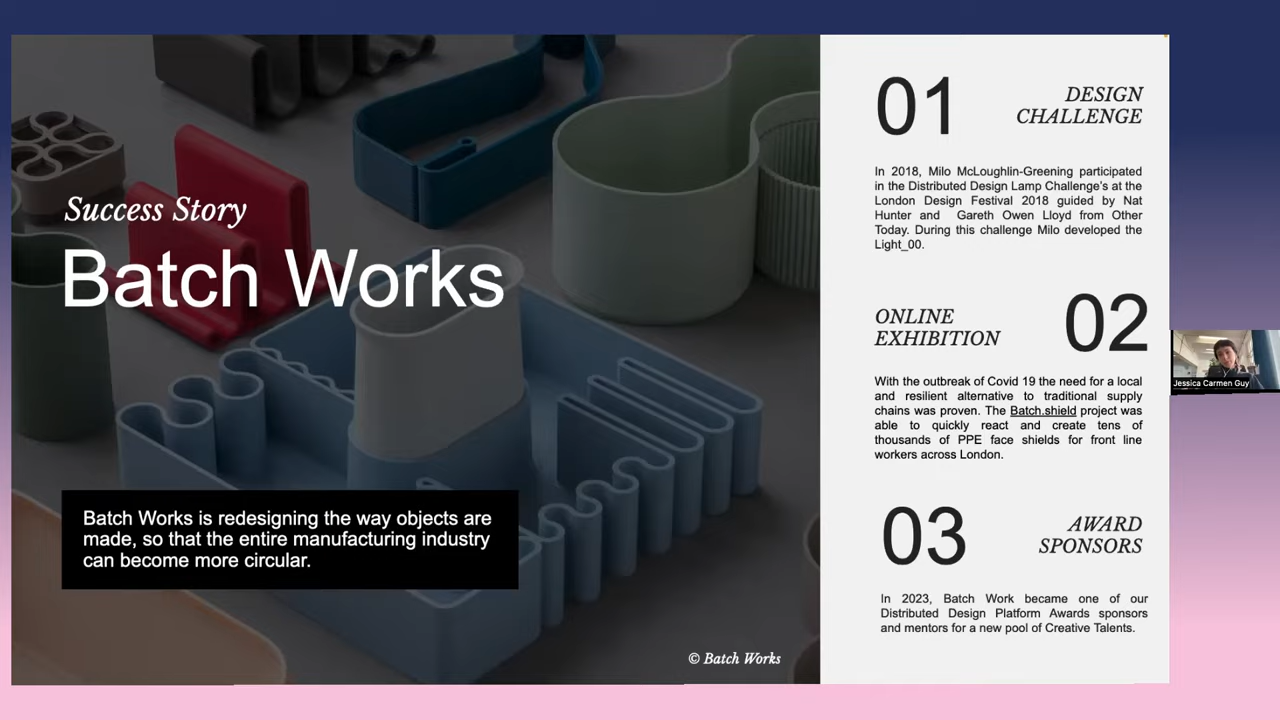 Success Story
Batch Works
Batch Works is redesigning the way objects are
made, so that the entire manufacturing industry
can become more circular.
© Batch Works
01
DESIGN
CHALLENGE
In 2018, Milo McLoughlin-Greening participated
in the Distributed Design Lamp Challenge's at the
London Design Festival 2018 guided by Nat
Hunter and Gareth Owen Lloyd from Other
Today. During this challenge Milo developed the
Light_00.
ONLINE
EXHIBITION
02
With the outbreak of Covid 19 the need for a local
and resilient alternative to traditional supply
chains was proven. The Batch.shield project was
able to quickly react and create tens of
thousands of PPE face shields for front line
workers across London.
03
AWARD
SPONSORS
In 2023, Batch Work became one of our
Distributed Design Platform Awards sponsors
and mentors for a new pool of Creative Talents.
Jessica Carmen Guy